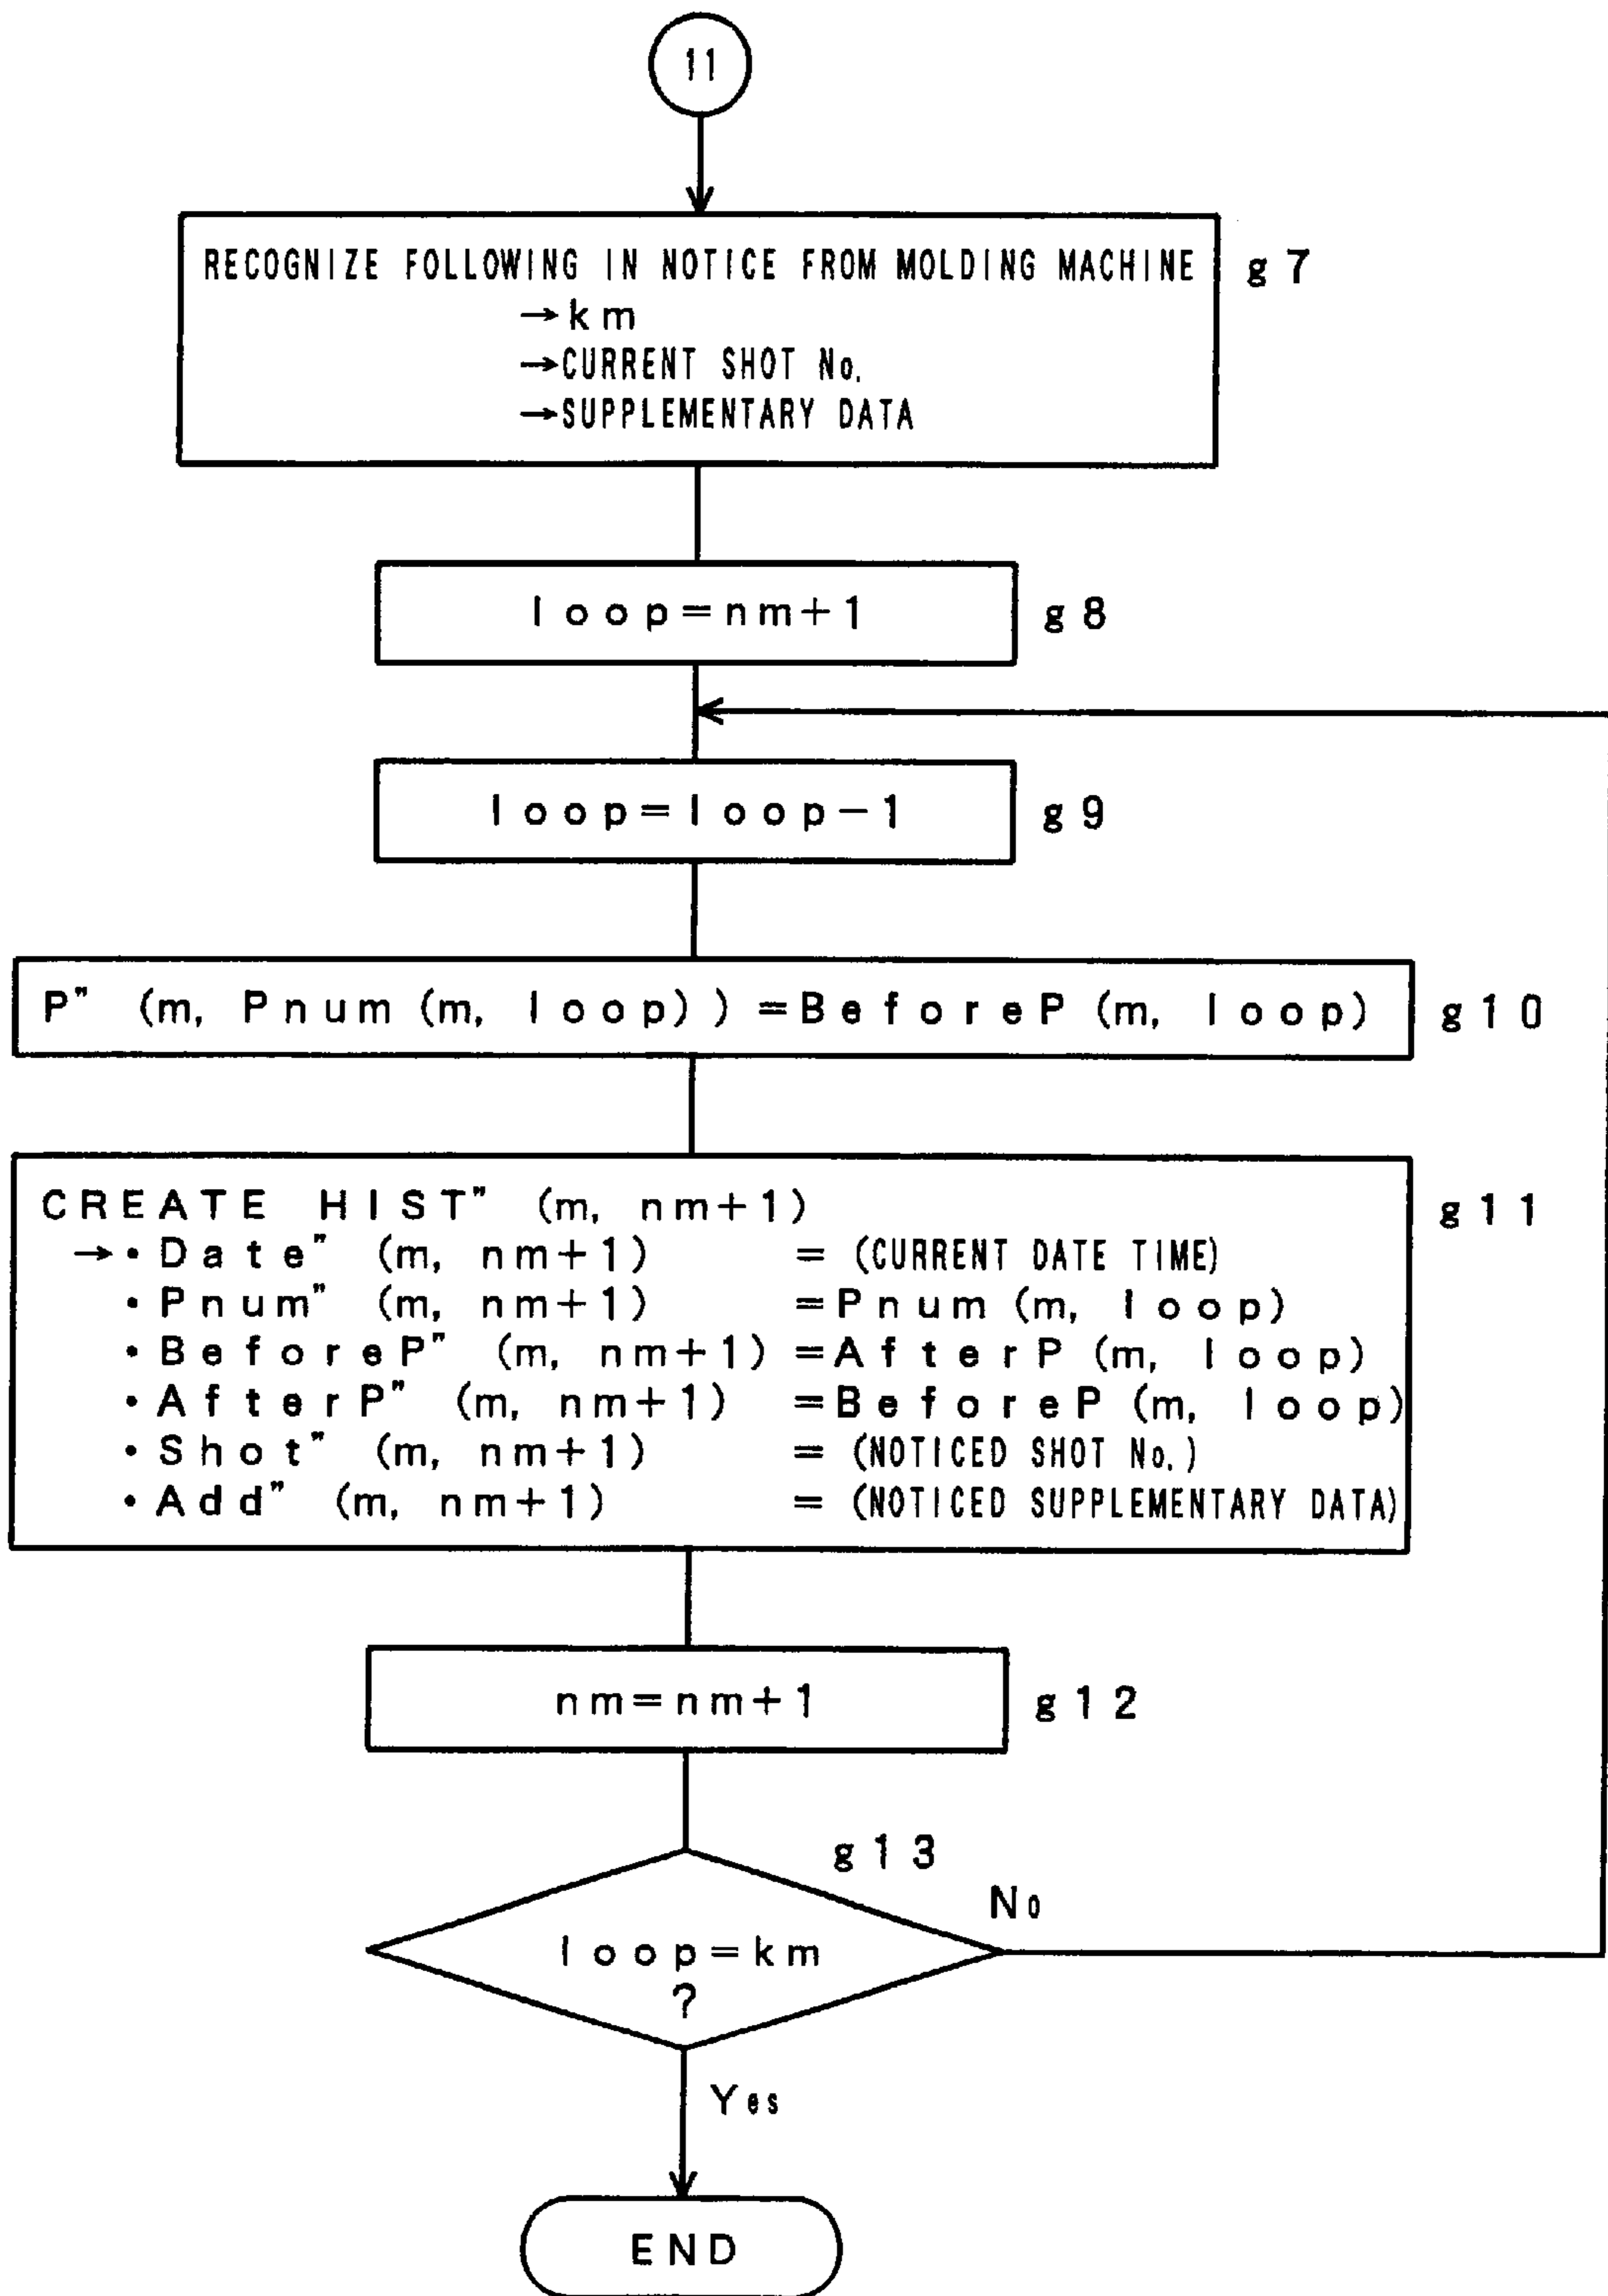 11
RECOGNIZE FOLLOWING IN NOTICE FROM MOLDING MACHINE g7
→km
→CURRENT SHOT No.
→SUPPLEMENTARY DATA
loop=nm+1 g8
loop=loop-1 g9
P" (m, Pnum (m, loop)) =BeforeP (m, loop) g10
CREATE HIST" (m, nm+1) g11
→・Date" (m, nm+1) = (CURRENT DATE TIME)
・Pnum" (m, nm+1) =Pnum (m, loop)
・BeforeP" (m, nm+1) =AfterP (m, loop)
・AfterP" (m, nm+1) =BeforeP (m, loop)
・Shot" (m, nm+1) = (NOTICED SHOT No.)
・Add" (m, nm+1) = (NOTICED SUPPLEMENTARY DATA)
nm=nm+1 g12
g13
No
loop=km
?
Yes
END